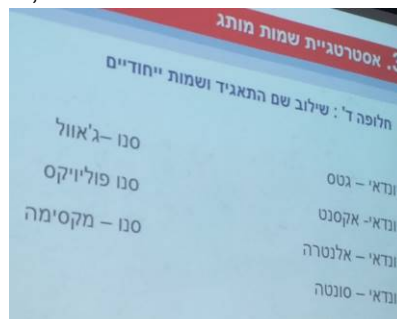 3. אסטרטגיית שמות מותג
חלופה ד' : שילוב שם התאגיד ושמות ייחודיים
ונדאי – גטס
ונדאי- אקסנט
ונדאי – אלנטרה
ונדאי – סונטה
סנו –ג'אוול
סנו פוליויקס
סנו – מקסימה